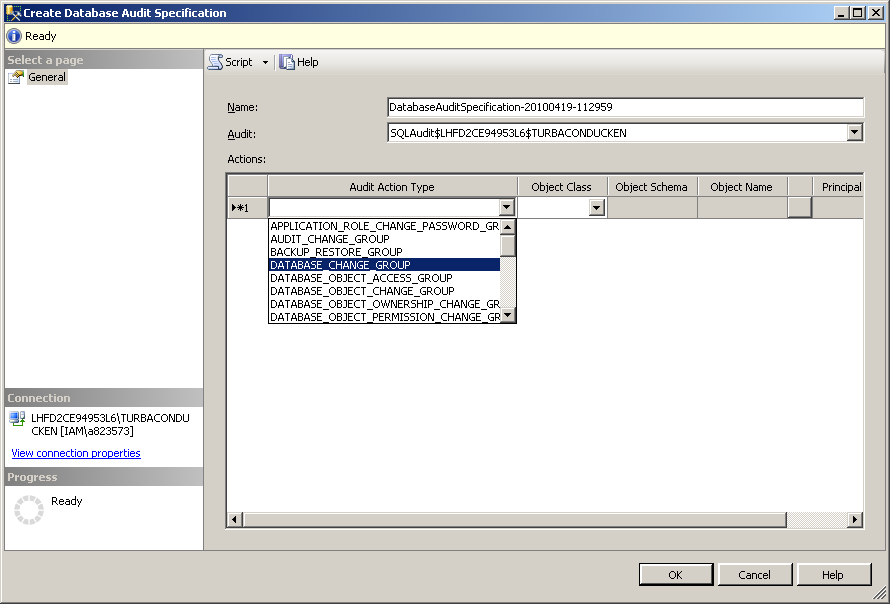 Create Database Audit Specification
Ready
Select a page
General
Script
Help
Name:
DatabaseAuditSpecification-20100419-112959
Audit:
SQLAudit$LHFD2CE94953L6$TURBACONDUCKEN
Actions:
Audit Action Type
Object Class
Object Schema
Object Name
Principal
*1
APPLICATION_ROLE_CHANGE_PASSWORD_GR
AUDIT_CHANGE_GROUP
BACKUP_RESTORE_GROUP
DATABASE_CHANGE_GROUP
DATABASE_OBJECT_ACCESS_GROUP
DATABASE_OBJECT_CHANGE_GROUP
DATABASE_OBJECT_OWNERSHIP_CHANGE_GR
DATABASE_OBJECT_PERMISSION_CHANGE_GR
Connection
LHFD2CE94953L6\TURBACONDU
CKEN [IAM\a823573]
View connection properties
Progress
Ready
OK
Cancel
Help